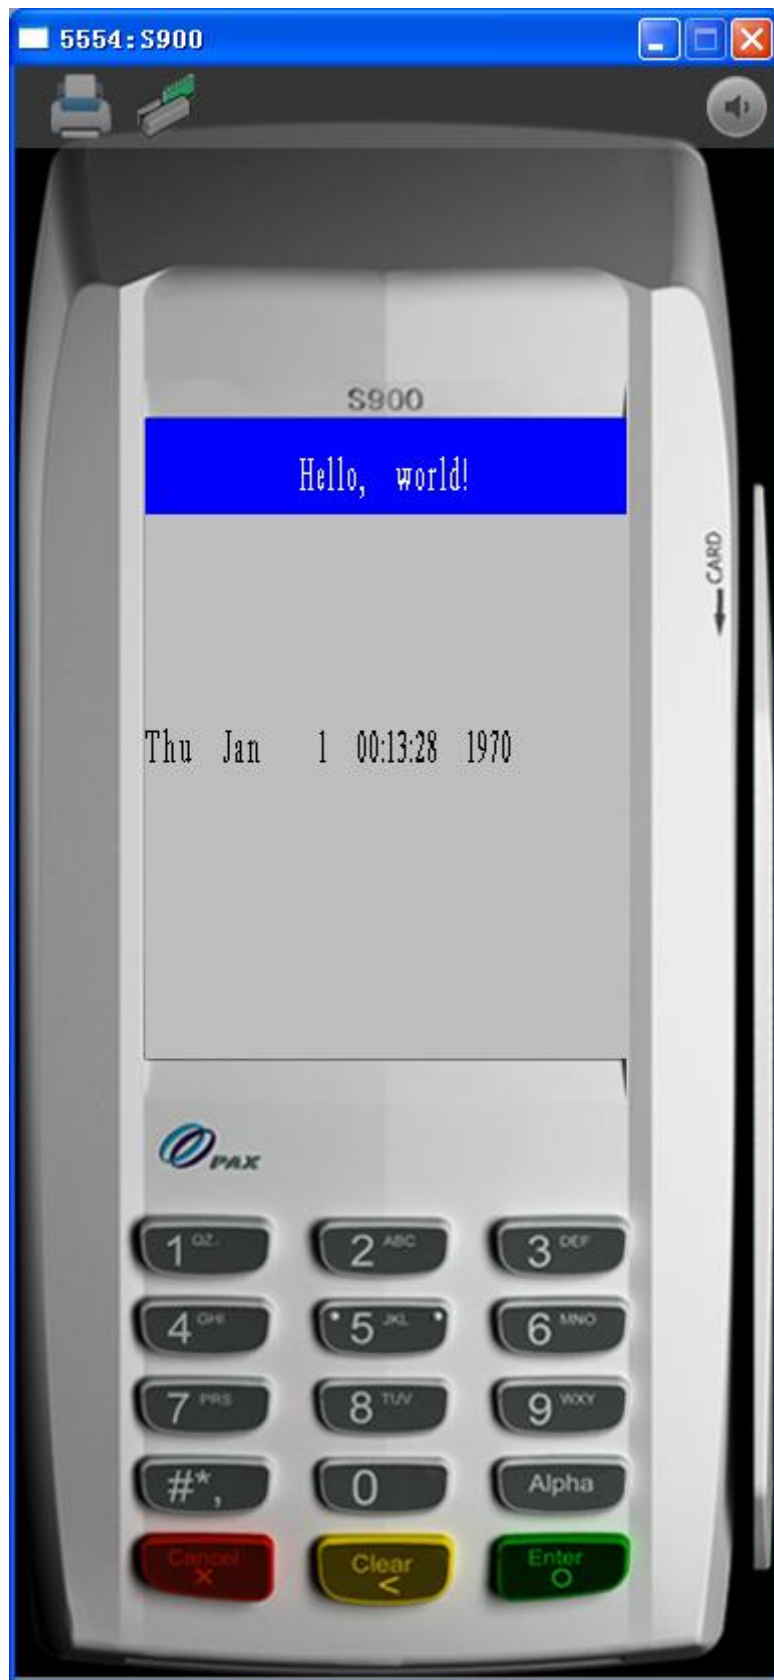 5554:S900
S900
Hello, world!
CARD
Thu Jan 1 00:13:28 1970
PAX
1 QZ. 2 ABC 3 DEF
4 GHI 5 JKL 6 MNO
7 PRS 8 TUV 9 WXY
#*, 0 Alpha
Cancel Clear Enter
× < O